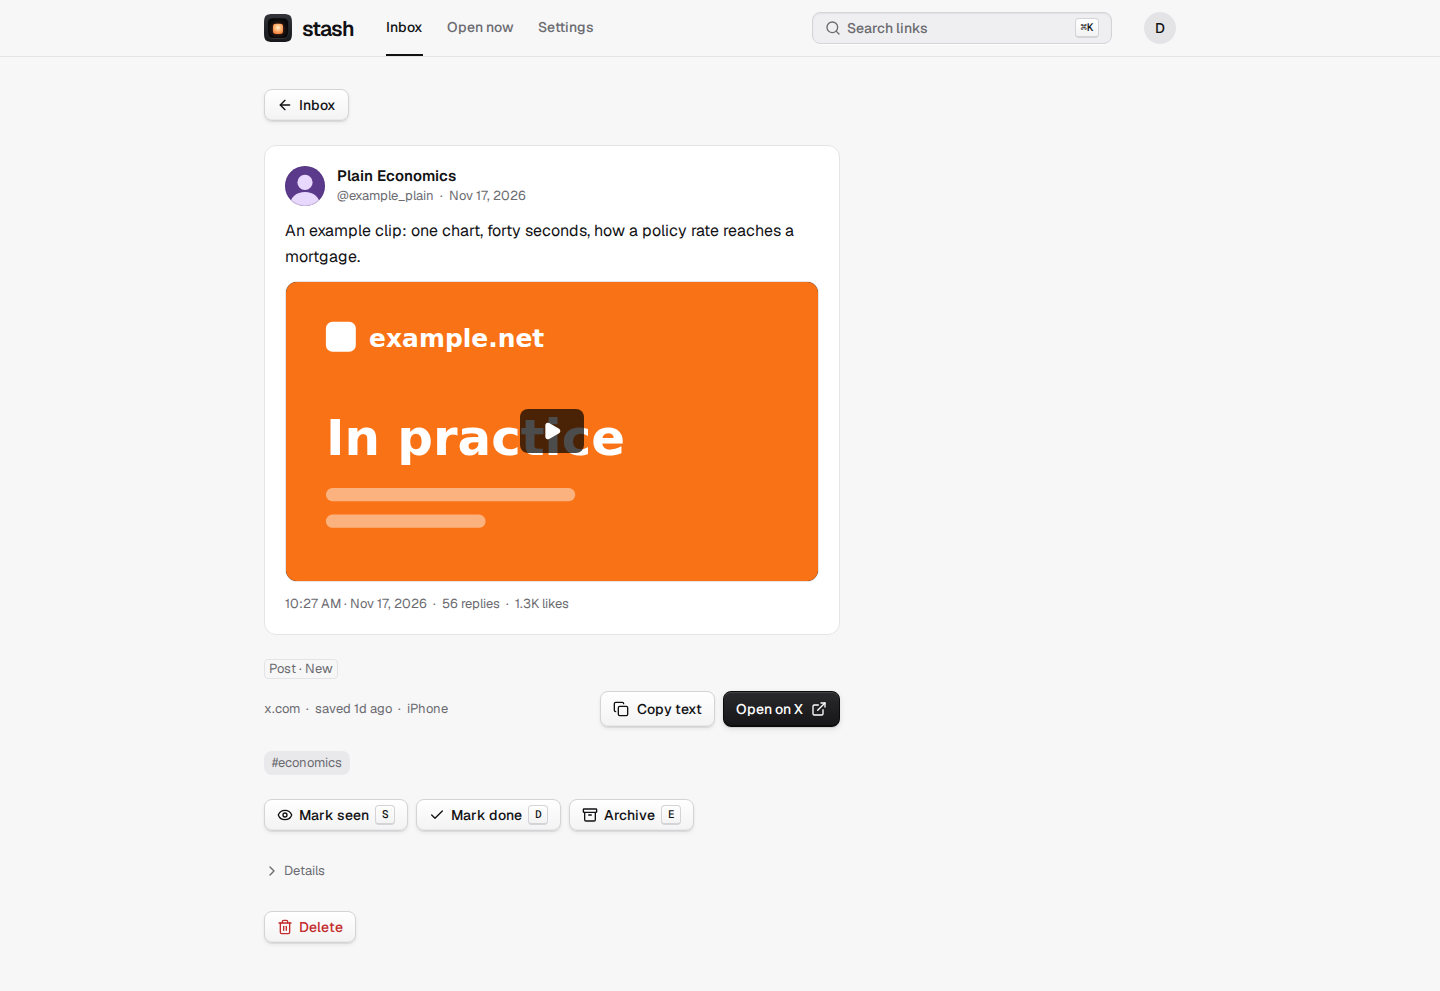 stash
Inbox
Open now
Settings
Search links
⌘K
D
Inbox
Plain Economics
@example_plain · Nov 17, 2026
An example clip: one chart, forty seconds, how a policy rate reaches a
mortgage.
example.net
In practice
10:27 AM · Nov 17, 2026 · 56 replies · 1.3K likes
Post · New
x.com · saved 1d ago · iPhone
Copy text
Open on X
#economics
Mark seen S
Mark done D
Archive E
Details
Delete